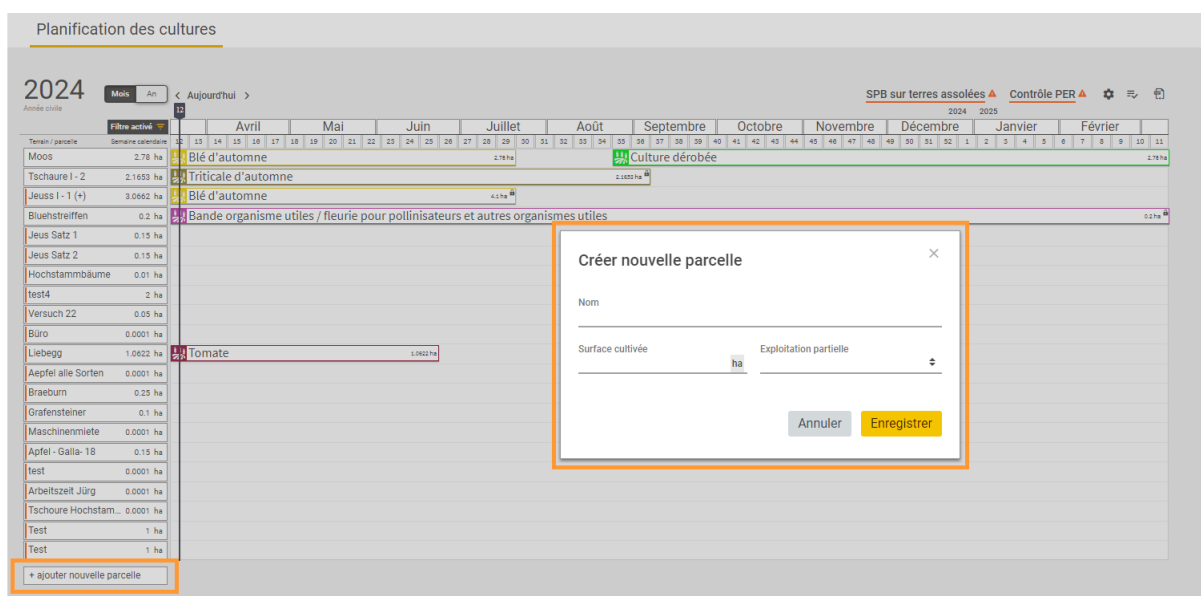 Planification des cultures
2024
Année civile
Mois An < Aujourd'hui >
SPB sur terres assolées Contrôle PER
12
2024 2025
Filtre activé
Avril Mai Juin Juillet Août Septembre Octobre Novembre Décembre Janvier Février
Terrain / parcelle Semaine calendaire 12 13 14 15 16 17 18 19 20 21 22 23 24 25 26 27 28 29 30 31 32 33 34 35 36 37 38 39 40 41 42 43 44 45 46 47 48 49 50 51 52 1 2 3 4 5 6 7 8 9 10 11
Moos 2.78 ha Blé d'automne 2.78 ha Culture dérobée 2.78 ha
Tschaure I - 2 2.1653 ha Triticale d'automne 2.1653 ha
Jeuss I - 1 (+) 3.0662 ha Blé d'automne 4.3 ha
Bluehstreiffen 0.2 ha Bande organisme utiles / fleurie pour pollinisateurs et autres organismes utiles 0.2 ha
Jeus Satz 1 0.15 ha
Jeus Satz 2 0.15 ha
Hochstammbäume 0.01 ha
test4 2 ha
Versuch 22 0.05 ha
Büro 0.0001 ha
Liebegg 1.0622 ha Tomate 1.0622 ha
Aepfel alle Sorten 0.0001 ha
Braeburn 0.25 ha
Grafensteiner 0.1 ha
Maschinenmiete 0.0001 ha
Apfel - Galla- 18 0.15 ha
test 0.0001 ha
Arbeitszeit Jürg 0.0001 ha
Tschoure Hochstam... 0.0001 ha
Test 1 ha
Test 1 ha
+ ajouter nouvelle parcelle
Créer nouvelle parcelle
Nom
Surface cultivée Exploitation partielle
ha
Annuler Enregistrer